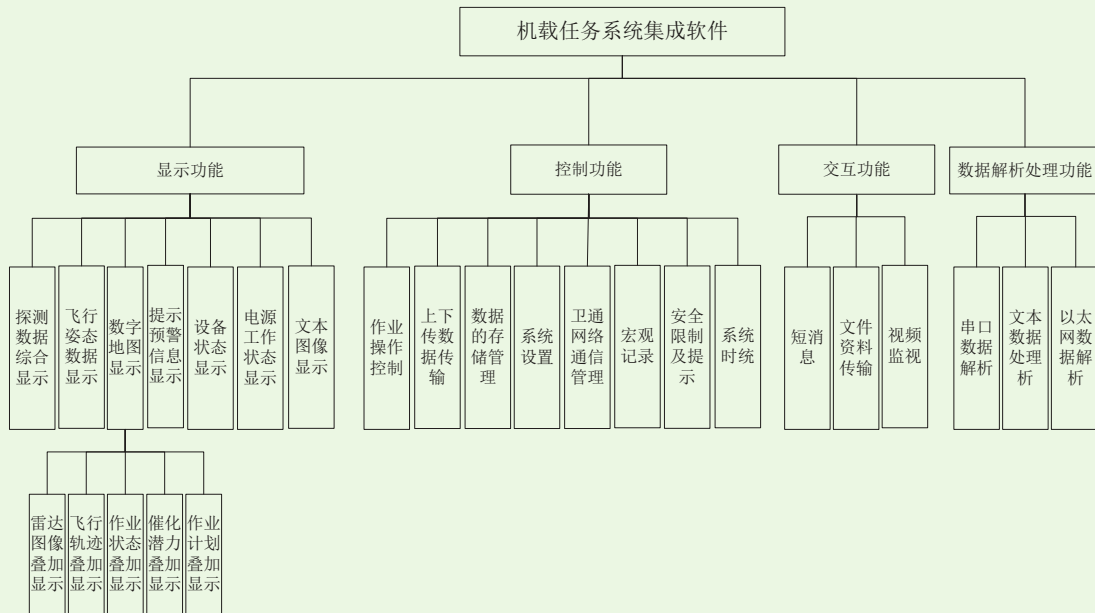 机载任务系统集成软件
显示功能
控制功能
交互功能
数据解析处理功能
探测
数据
综合
显示
飞行
姿态
数据
显示
数字
地图
显示
提示
预警
信息
显示
设备
状态
显示
电源
工作
状态
显示
文本
图像
显示
作业
操作
控制
上下
传数
据传
输
数据
的存
储管
理
系统
设置
卫通
网络
通信
管理
宏观
记录
安全
限制
及提
示
系统
时统
短消
息
文件
资料
传输
视频
监视
串口
数据
解析
文本
数据
处理
析
以太
网数
据解
析
雷达
图像
叠加
显示
飞行
轨迹
叠加
显示
作业
状态
叠加
显示
催化
潜力
叠加
显示
作业
计划
叠加
显示